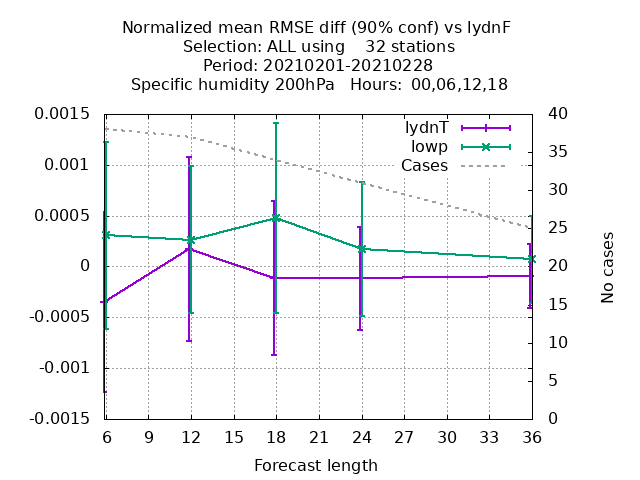 Normalized mean RMSE diff (90% conf) vs lydnF
Selection: ALL using    32 stations
Period: 20210201-20210228
Specific humidity 200hPa   Hours: 00,06,12,18
lydnT
lowp
Cases
0.0015
0.001
0.0005
0
-0.0005
-0.001
-0.0015
40
35
30
25
20
15
10
5
0
No cases
6 9 12 15 18 21 24 27 30 33 36
Forecast length